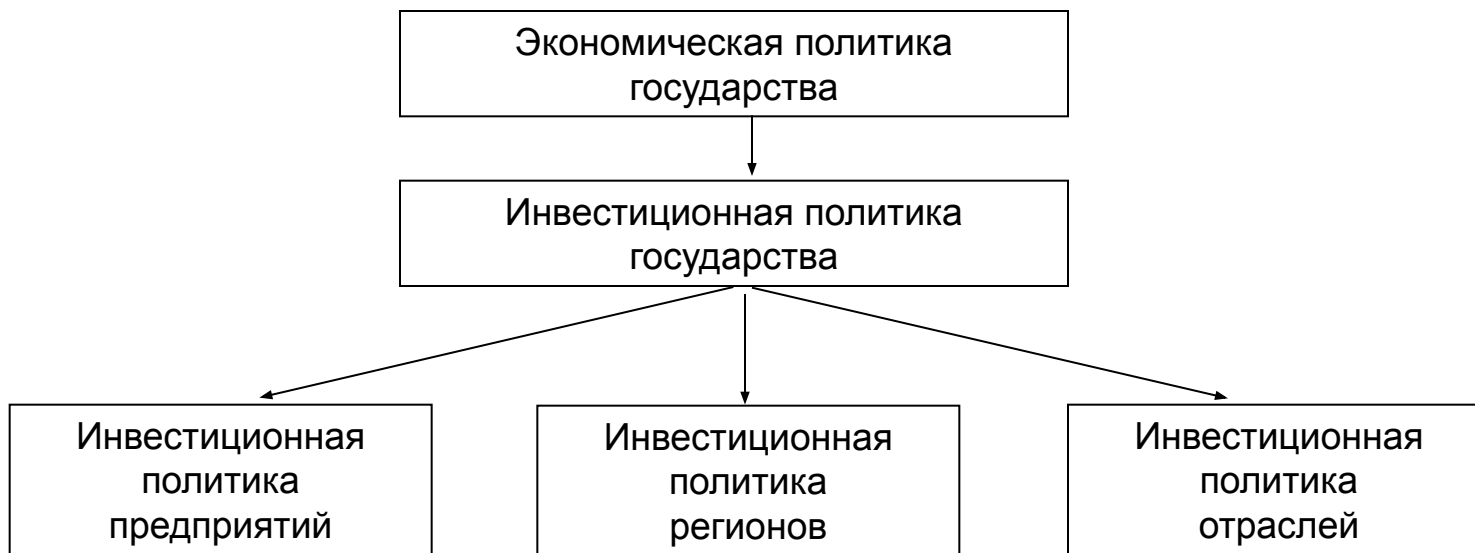 Экономическая политика
государства
Инвестиционная политика
государства
Инвестиционная
политика
предприятий
Инвестиционная
политика
регионов
Инвестиционная
политика
отраслей